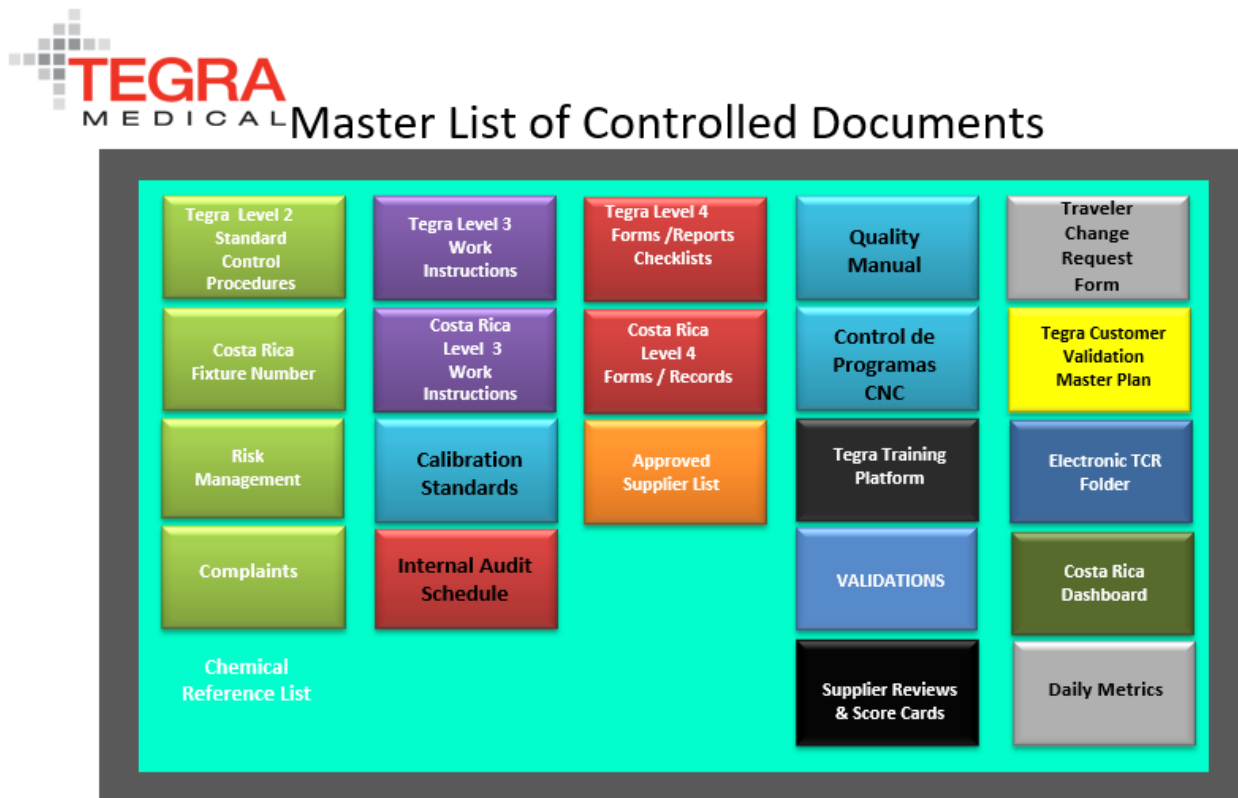 TEGRA
MEDICAL
Master List of Controlled Documents
Tegra Level 2
Standard
Control
Procedures
Tegra Level 3
Work
Instructions
Tegra Level 4
Forms /Reports
Checklists
Quality
Manual
Traveler
Change
Request
Form
Costa Rica
Fixture Number
Costa Rica
Level 3
Work
Instructions
Costa Rica
Level 4
Forms / Records
Control de
Programas
CNC
Tegra Customer
Validation
Master Plan
Risk
Management
Calibration
Standards
Approved
Supplier List
Tegra Training
Platform
Electronic TCR
Folder
Complaints
Internal Audit
Schedule
VALIDATIONS
Costa Rica
Dashboard
Chemical
Reference List
Supplier Reviews
& Score Cards
Daily Metrics